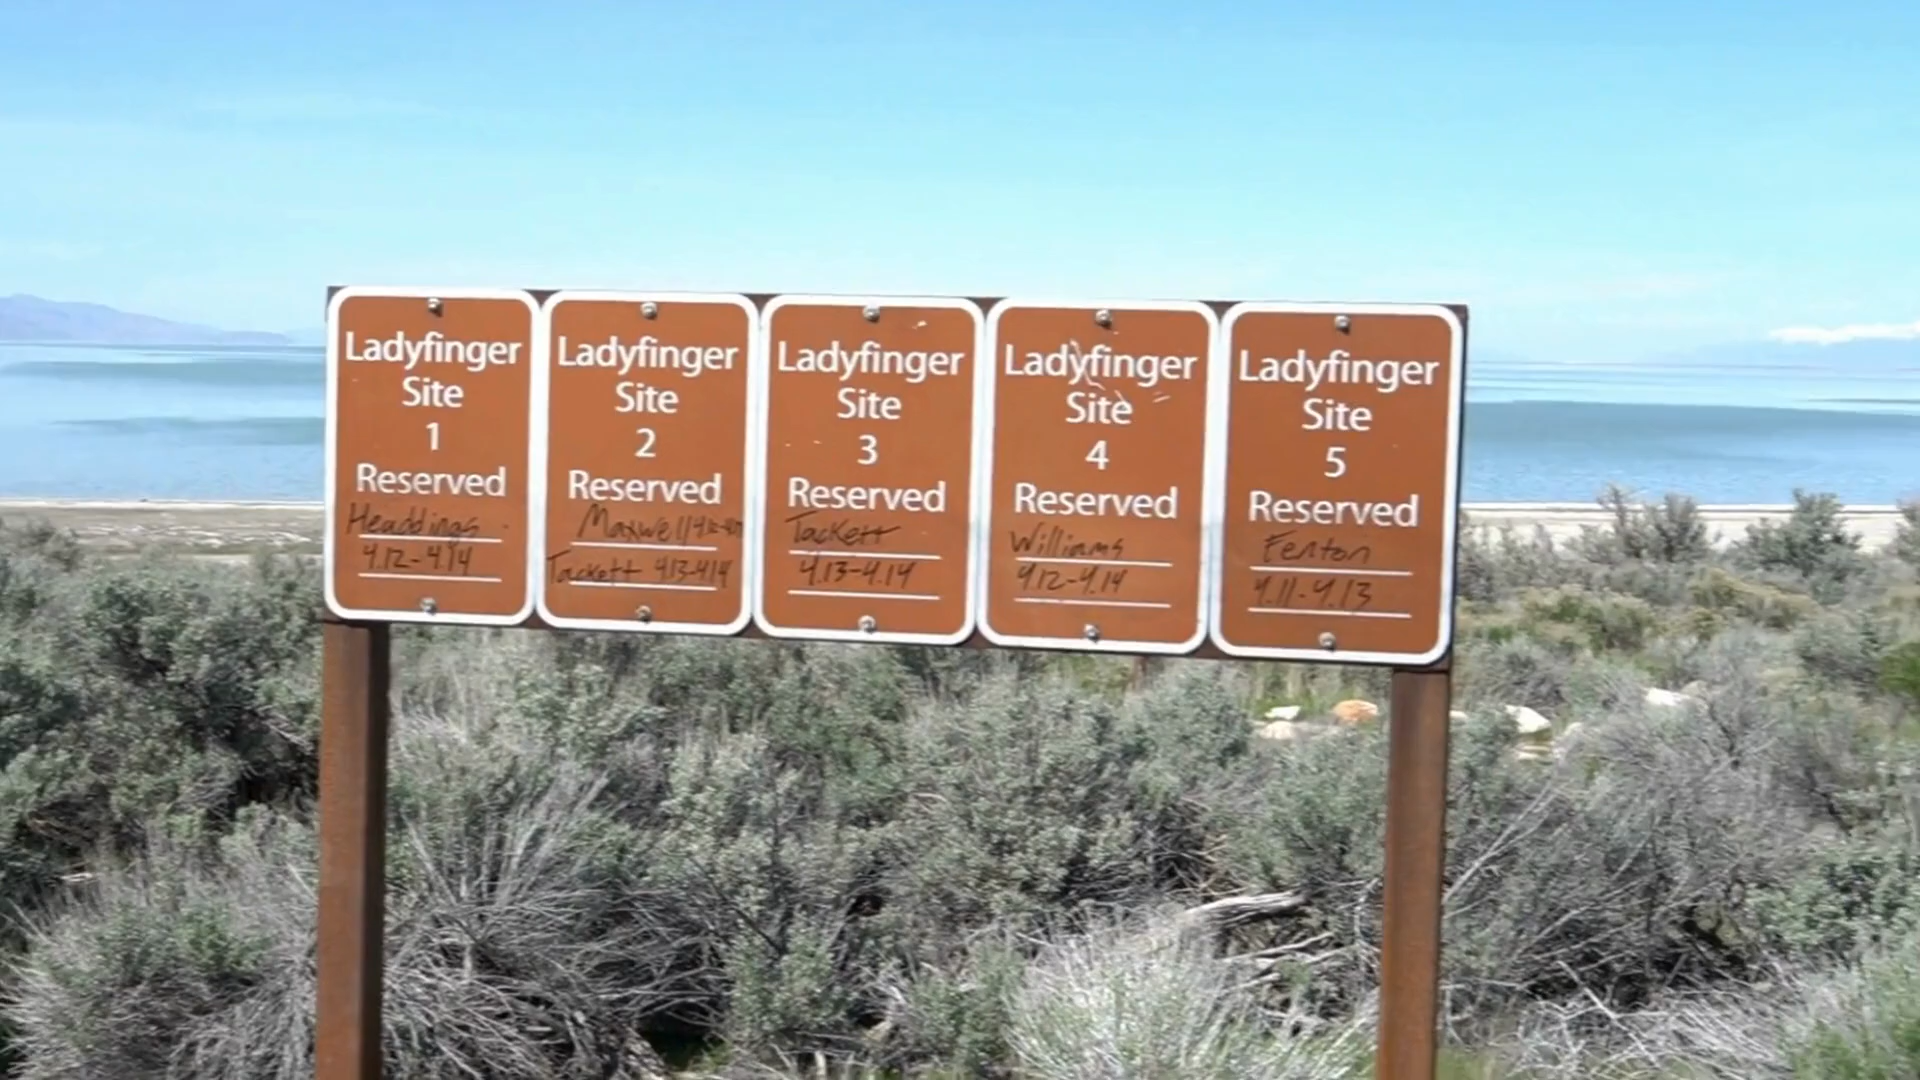 Ladyfinger
Site
1
Reserved
Headdings
4.12-4.14
Ladyfinger
Site
2
Reserved
Maxwell
Tackett 4.13-4.14
Ladyfinger
Site
3
Reserved
Tackett
4.13-4.14
Ladyfinger
Site
4
Reserved
Williams
4.12-4.14
Ladyfinger
Site
5
Reserved
Fenton
4.11-4.13